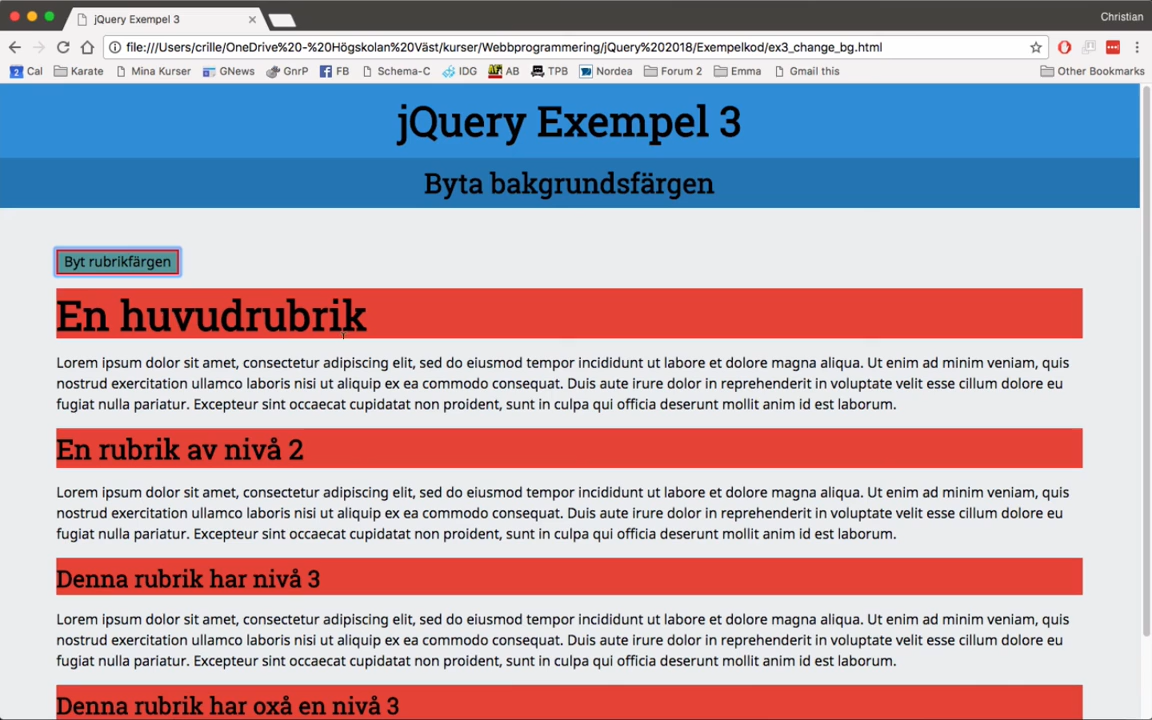 jQuery Exempel 3
Christian
file:///Users/crille/OneDrive%20-%20Högskolan%20Väst/kurser/Webbprogrammering/jQuery%202018/Exempelkod/ex3_change_bg.html
2 Cal Karate Mina Kurser GNews GnrP FB Schema-C IDG AB TPB Nordea Forum 2 Emma Gmail this Other Bookmarks
jQuery Exempel 3
Byta bakgrundsfärgen
Byt rubrikfärgen
En huvudrubrik
Lorem ipsum dolor sit amet, consectetur adipiscing elit, sed do eiusmod tempor incididunt ut labore et dolore magna aliqua. Ut enim ad minim veniam, quis
nostrud exercitation ullamco laboris nisi ut aliquip ex ea commodo consequat. Duis aute irure dolor in reprehenderit in voluptate velit esse cillum dolore eu
fugiat nulla pariatur. Excepteur sint occaecat cupidatat non proident, sunt in culpa qui officia deserunt mollit anim id est laborum.
En rubrik av nivå 2
Lorem ipsum dolor sit amet, consectetur adipiscing elit, sed do eiusmod tempor incididunt ut labore et dolore magna aliqua. Ut enim ad minim veniam, quis
nostrud exercitation ullamco laboris nisi ut aliquip ex ea commodo consequat. Duis aute irure dolor in reprehenderit in voluptate velit esse cillum dolore eu
fugiat nulla pariatur. Excepteur sint occaecat cupidatat non proident, sunt in culpa qui officia deserunt mollit anim id est laborum.
Denna rubrik har nivå 3
Lorem ipsum dolor sit amet, consectetur adipiscing elit, sed do eiusmod tempor incididunt ut labore et dolore magna aliqua. Ut enim ad minim veniam, quis
nostrud exercitation ullamco laboris nisi ut aliquip ex ea commodo consequat. Duis aute irure dolor in reprehenderit in voluptate velit esse cillum dolore eu
fugiat nulla pariatur. Excepteur sint occaecat cupidatat non proident, sunt in culpa qui officia deserunt mollit anim id est laborum.
Denna rubrik har oxå en nivå 3